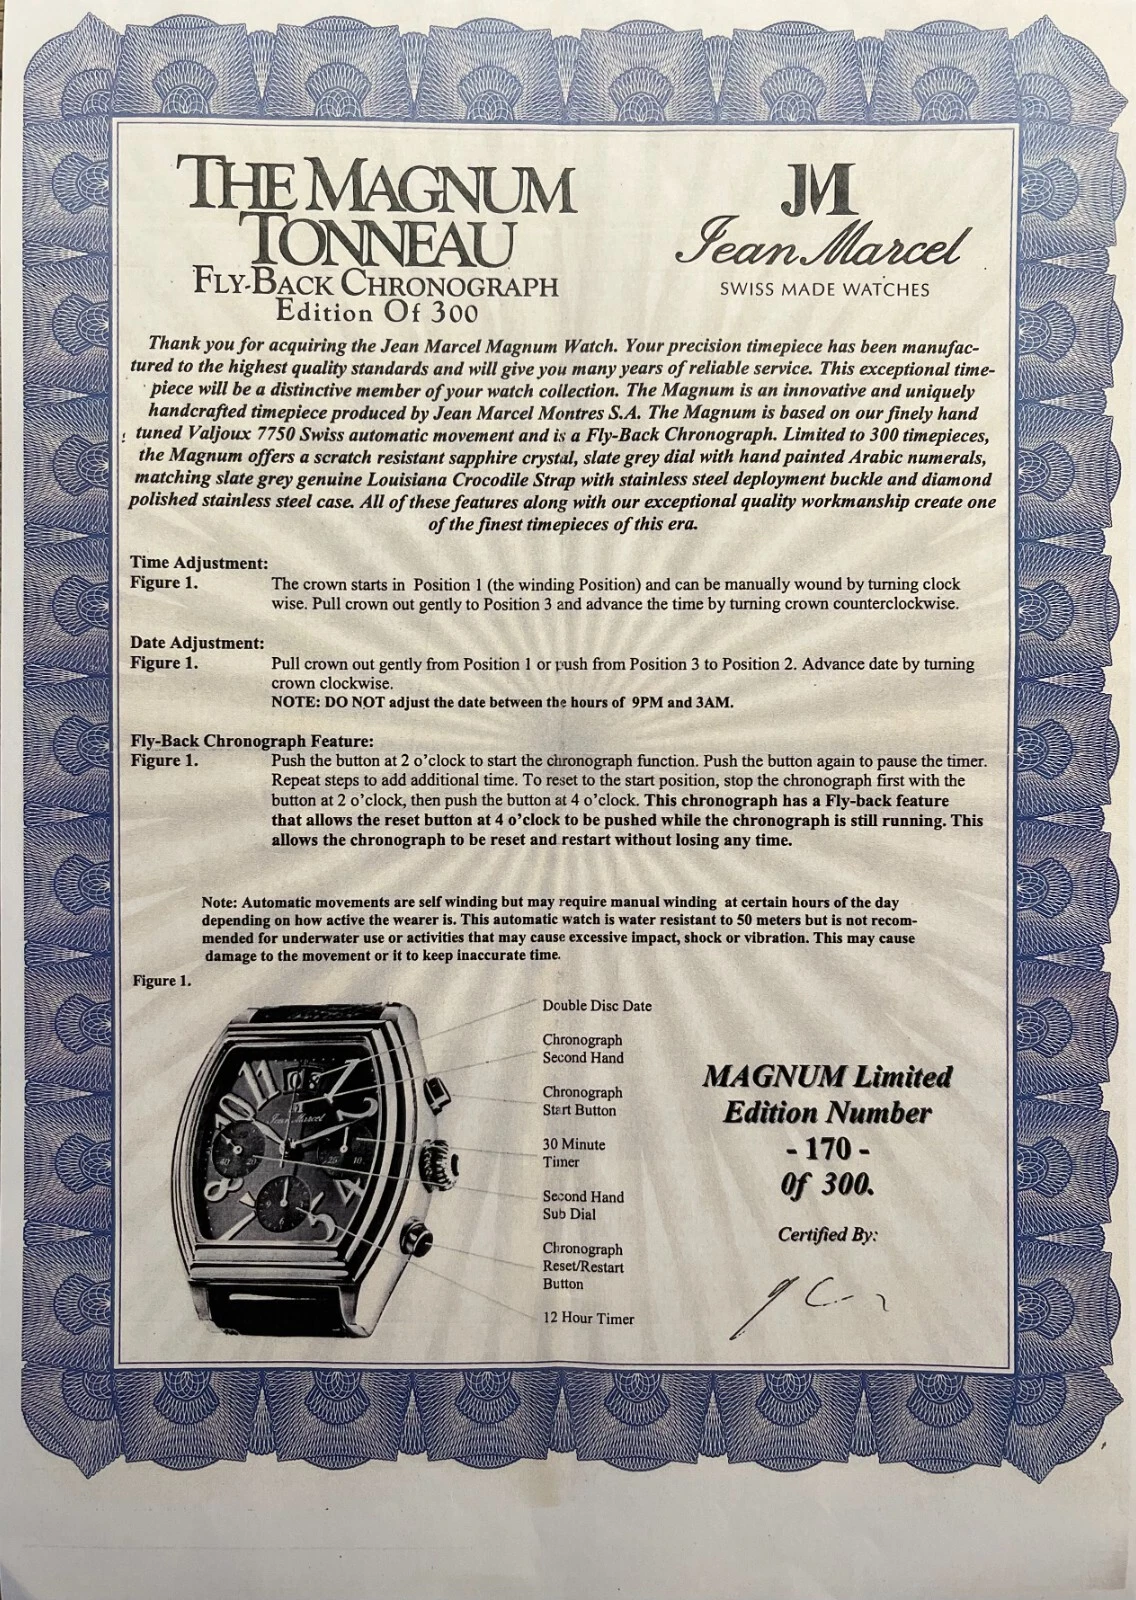 THE MAGNUM
TONNEAU
FLY-BACK CHRONOGRAPH
Edition Of 300
JM
Jean Marcel
SWISS MADE WATCHES
Thank you for acquiring the Jean Marcel Magnum Watch. Your precision timepiece has been manufac-
tured to the highest quality standards and will give you many years of reliable service. This exceptional time-
piece will be a distinctive member of your watch collection. The Magnum is an innovative and uniquely
handcrafted timepiece produced by Jean Marcel Montres S.A. The Magnum is based on our finely hand
tuned Valjoux 7750 Swiss automatic movement and is a Fly-Back Chronograph. Limited to 300 timepieces,
the Magnum offers a scratch resistant sapphire crystal, slate grey dial with hand painted Arabic numerals,
matching slate grey genuine Louisiana Crocodile Strap with stainless steel deployment buckle and diamond
polished stainless steel case. All of these features along with our exceptional quality workmanship create one
of the finest timepieces of this era.
Time Adjustment:
Figure 1. The crown starts in Position 1 (the winding Position) and can be manually wound by turning clock
wise. Pull crown out gently to Position 3 and advance the time by turning crown counterclockwise.
Date Adjustment:
Figure 1. Pull crown out gently from Position 1 or push from Position 3 to Position 2. Advance date by turning
crown clockwise.
NOTE: DO NOT adjust the date between the hours of 9PM and 3AM.
Fly-Back Chronograph Feature:
Figure 1. Push the button at 2 o'clock to start the chronograph function. Push the button again to pause the timer.
Repeat steps to add additional time. To reset to the start position, stop the chronograph first with the
button at 2 o'clock, then push the button at 4 o'clock. This chronograph has a Fly-back feature
that allows the reset button at 4 o'clock to be pushed while the chronograph is still running. This
allows the chronograph to be reset and restart without losing any time.
Note: Automatic movements are self winding but may require manual winding at certain hours of the day
depending on how active the wearer is. This automatic watch is water resistant to 50 meters but is not recom-
mended for underwater use or activities that may cause excessive impact, shock or vibration. This may cause
damage to the movement or it to keep inaccurate time.
Figure 1.
Double Disc Date
Chronograph
Second Hand
Chronograph
Start Button
30 Minute
Timer
Second Hand
Sub Dial
Chronograph
Reset/Restart
Button
12 Hour Timer
11
1
10
2
Jean Marcel
8
4
5
MAGNUM Limited
Edition Number
- 170 -
Of 300.
Certified By: